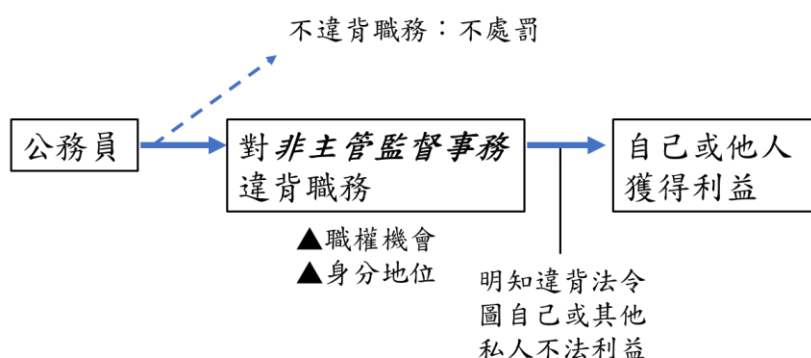 不違背職務：不處罰
公務員
對非主管監督事務
違背職務
自己或他人
獲得利益
▲職權機會
▲身分地位
明知違背法令
圖自己或其他
私人不法利益